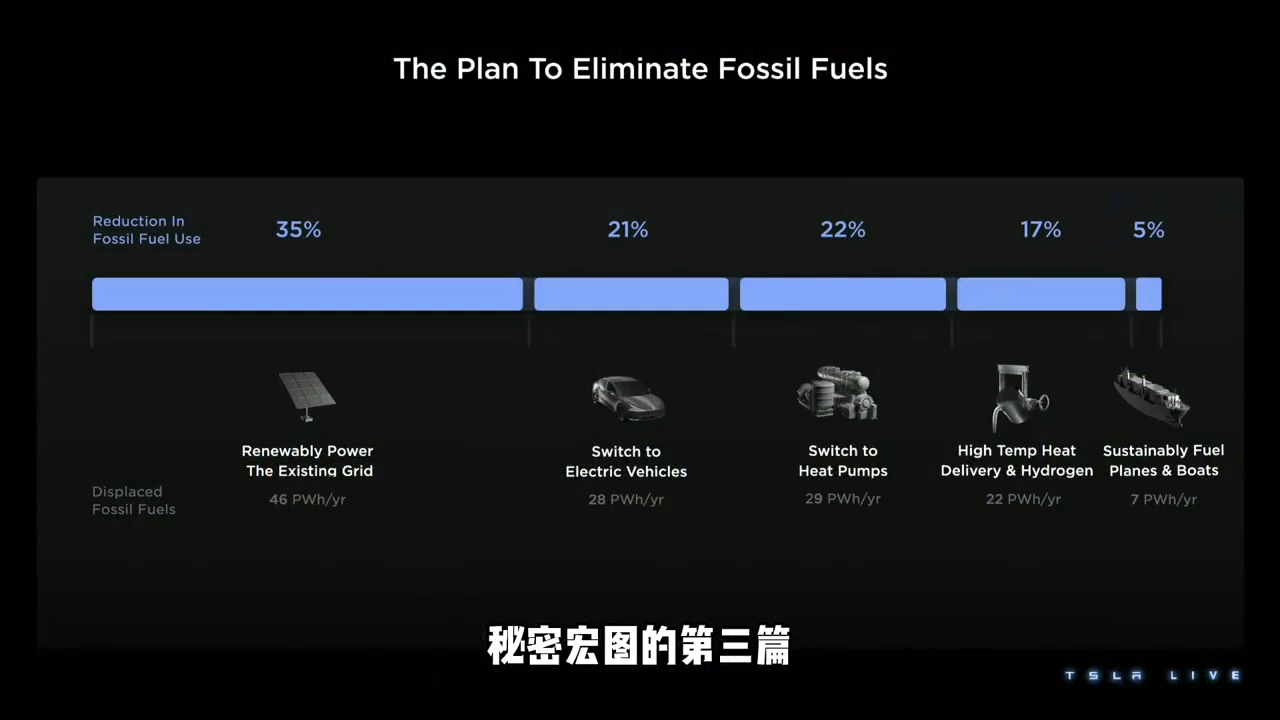 The Plan To Eliminate Fossil Fuels
Reduction In
Fossil Fuel Use
35%
21%
22%
17%
5%
Renewably Power
The Existing Grid
46 PWh/yr
Switch to
Electric Vehicles
28 PWh/yr
Switch to
Heat Pumps
29 PWh/yr
High Temp Heat
Delivery & Hydrogen
22 PWh/yr
Sustainably Fuel
Planes & Boats
7 PWh/yr
Displaced
Fossil Fuels
秘密宏图的第三篇
TSLA LIVE